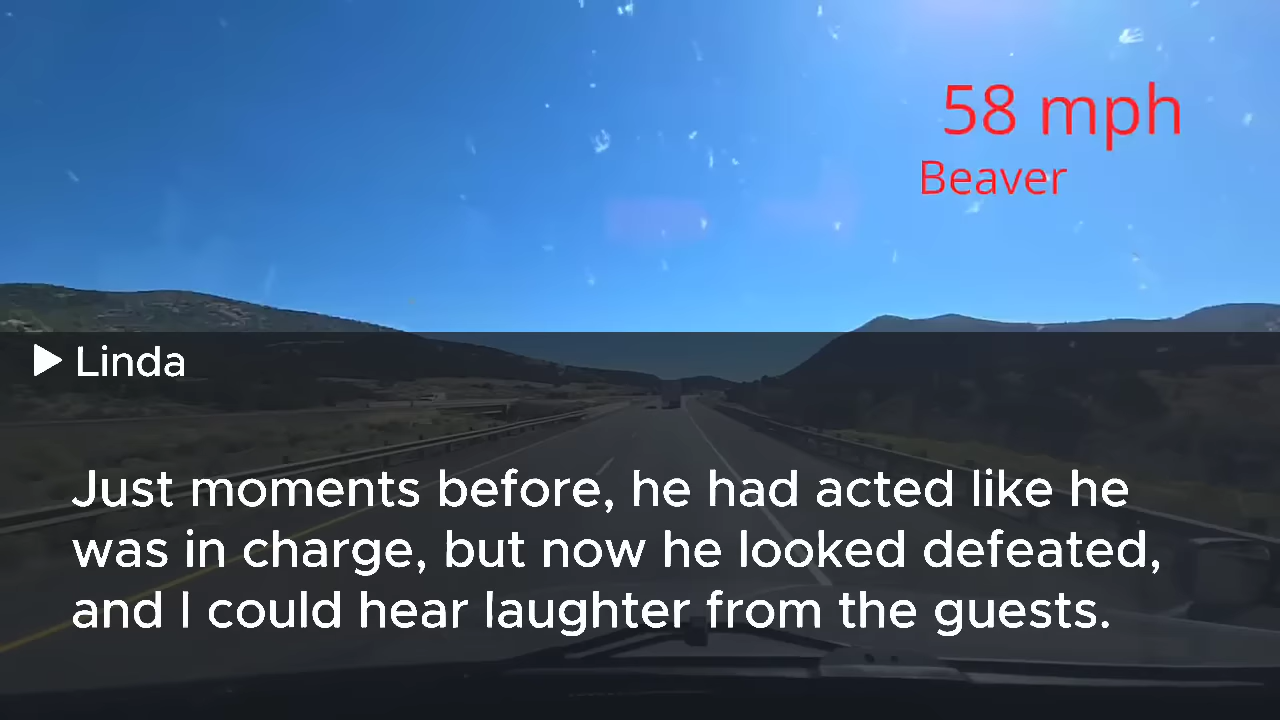 58 mph
Beaver
Linda
Just moments before, he had acted like he
was in charge, but now he looked defeated,
and I could hear laughter from the guests.